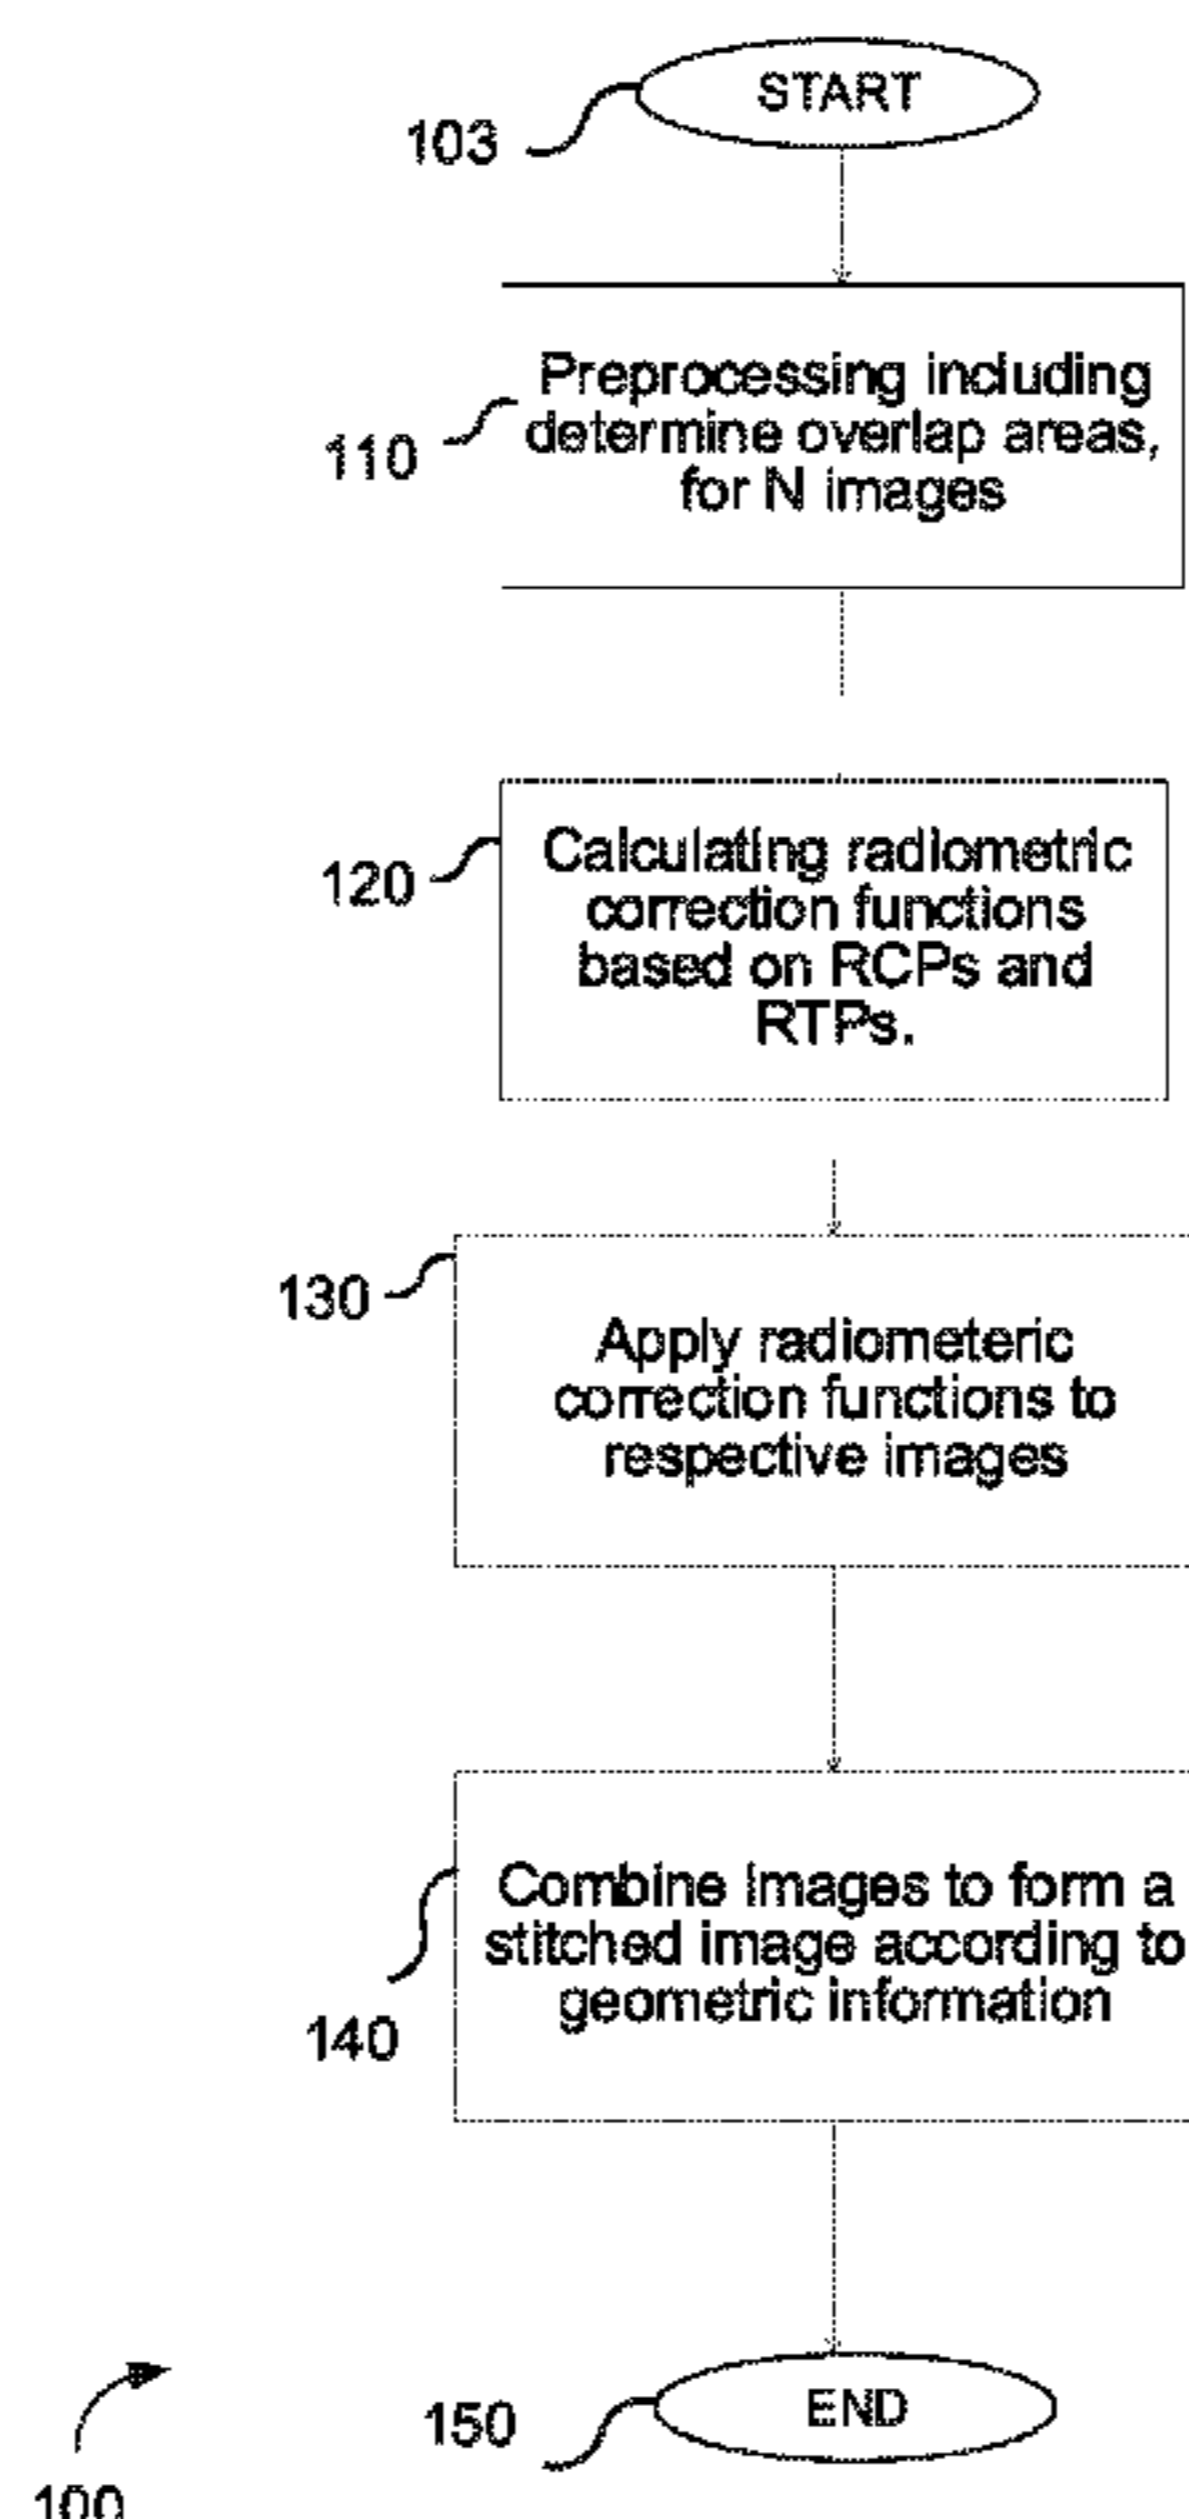 START
103
Preprocessing including
determine overlap areas,
for N images
110
Calculating radiometric
correction functions
based on RCPs and
RTPs.
120
130
Apply radiometeric
correction functions to
respective images
Combine Images to form a
stitched image according to
geometric information
140
END
150
100